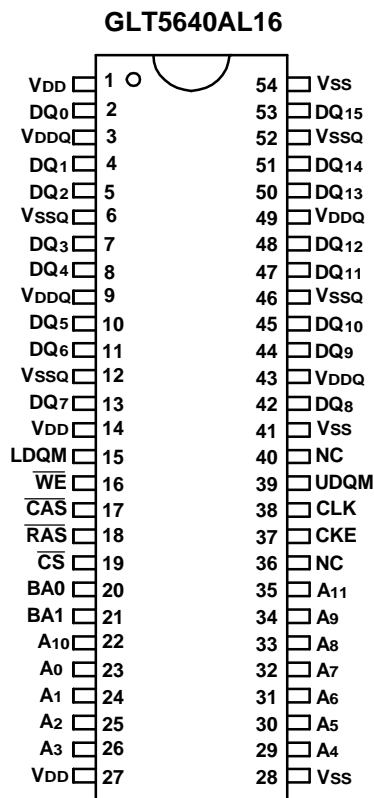 GLT5640AL16
VDD 1 54 VSS
DQ0 2 53 DQ15
VDDQ 3 52 VSSQ
DQ1 4 51 DQ14
DQ2 5 50 DQ13
VSSQ 6 49 VDDQ
DQ3 7 48 DQ12
DQ4 8 47 DQ11
VDDQ 9 46 VSSQ
DQ5 10 45 DQ10
DQ6 11 44 DQ9
VSSQ 12 43 VDDQ
DQ7 13 42 DQ8
VDD 14 41 VSS
LDQM 15 40 NC
WE 16 39 UDQM
CAS 17 38 CLK
RAS 18 37 CKE
CS 19 36 NC
BA0 20 35 A11
BA1 21 34 A9
A10 22 33 A8
A0 23 32 A7
A1 24 31 A6
A2 25 30 A5
A3 26 29 A4
VDD 27 28 VSS